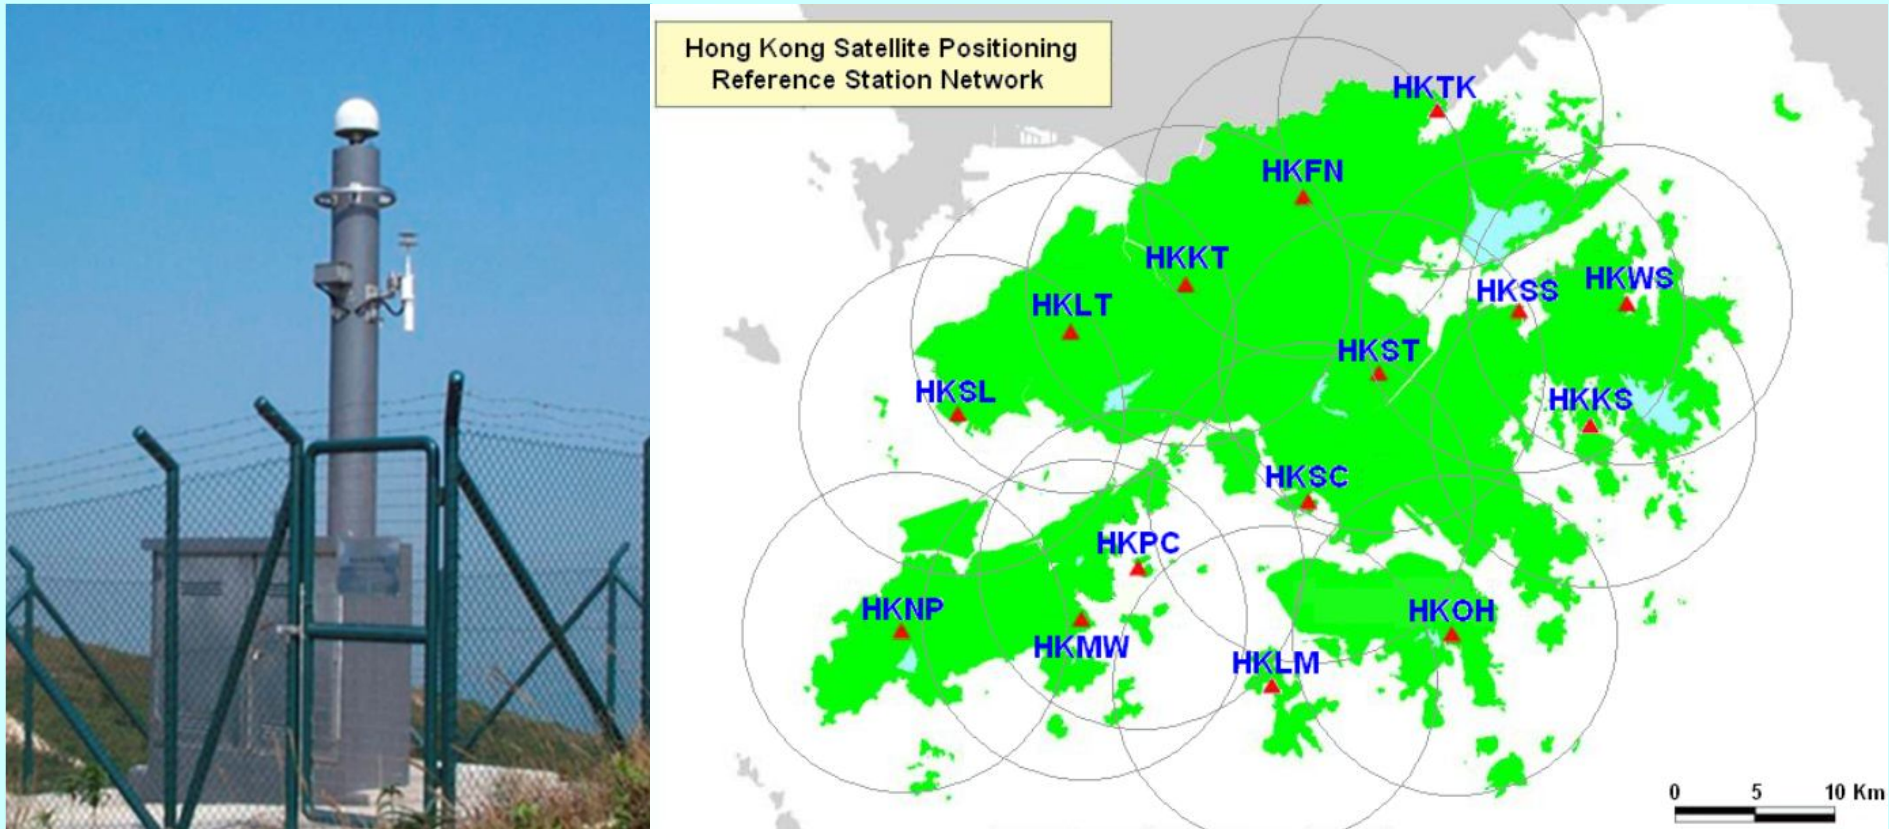 Hong Kong Satellite Positioning
Reference Station Network
HKTK
HKFN
HKKT
HKWS
HKSS
HKLT
HKST
HKSL
HKKS
HKSC
HKPC
HKNP
HKOH
HKMW
HKLM
0 5 10 Km